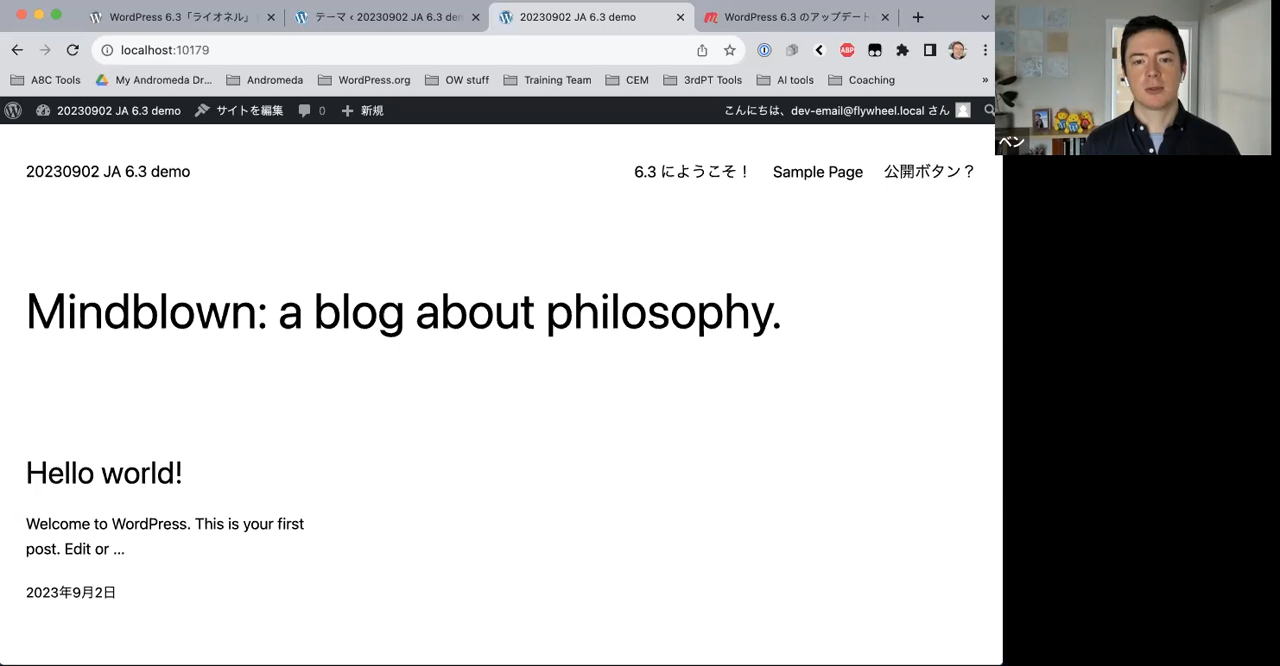 WordPress 6.3「ライオネル」
テーマ ‹ 20230902 JA 6.3 der
20230902 JA 6.3 demo
WordPress 6.3 のアップデート
localhost:10179
ABP
A8C Tools
My Andromeda Dr...
Andromeda
WordPress.org
OW stuff
Training Team
CEM
3rdPT Tools
AI tools
Coaching
»
20230902 JA 6.3 demo
サイトを編集
0
新規
こんにちは、dev-email@flywheel.local さん
ベン
20230902 JA 6.3 demo
6.3 にようこそ！
Sample Page
公開ボタン？
Mindblown: a blog about philosophy.
Hello world!
Welcome to WordPress. This is your first
post. Edit or ...
2023年9月2日